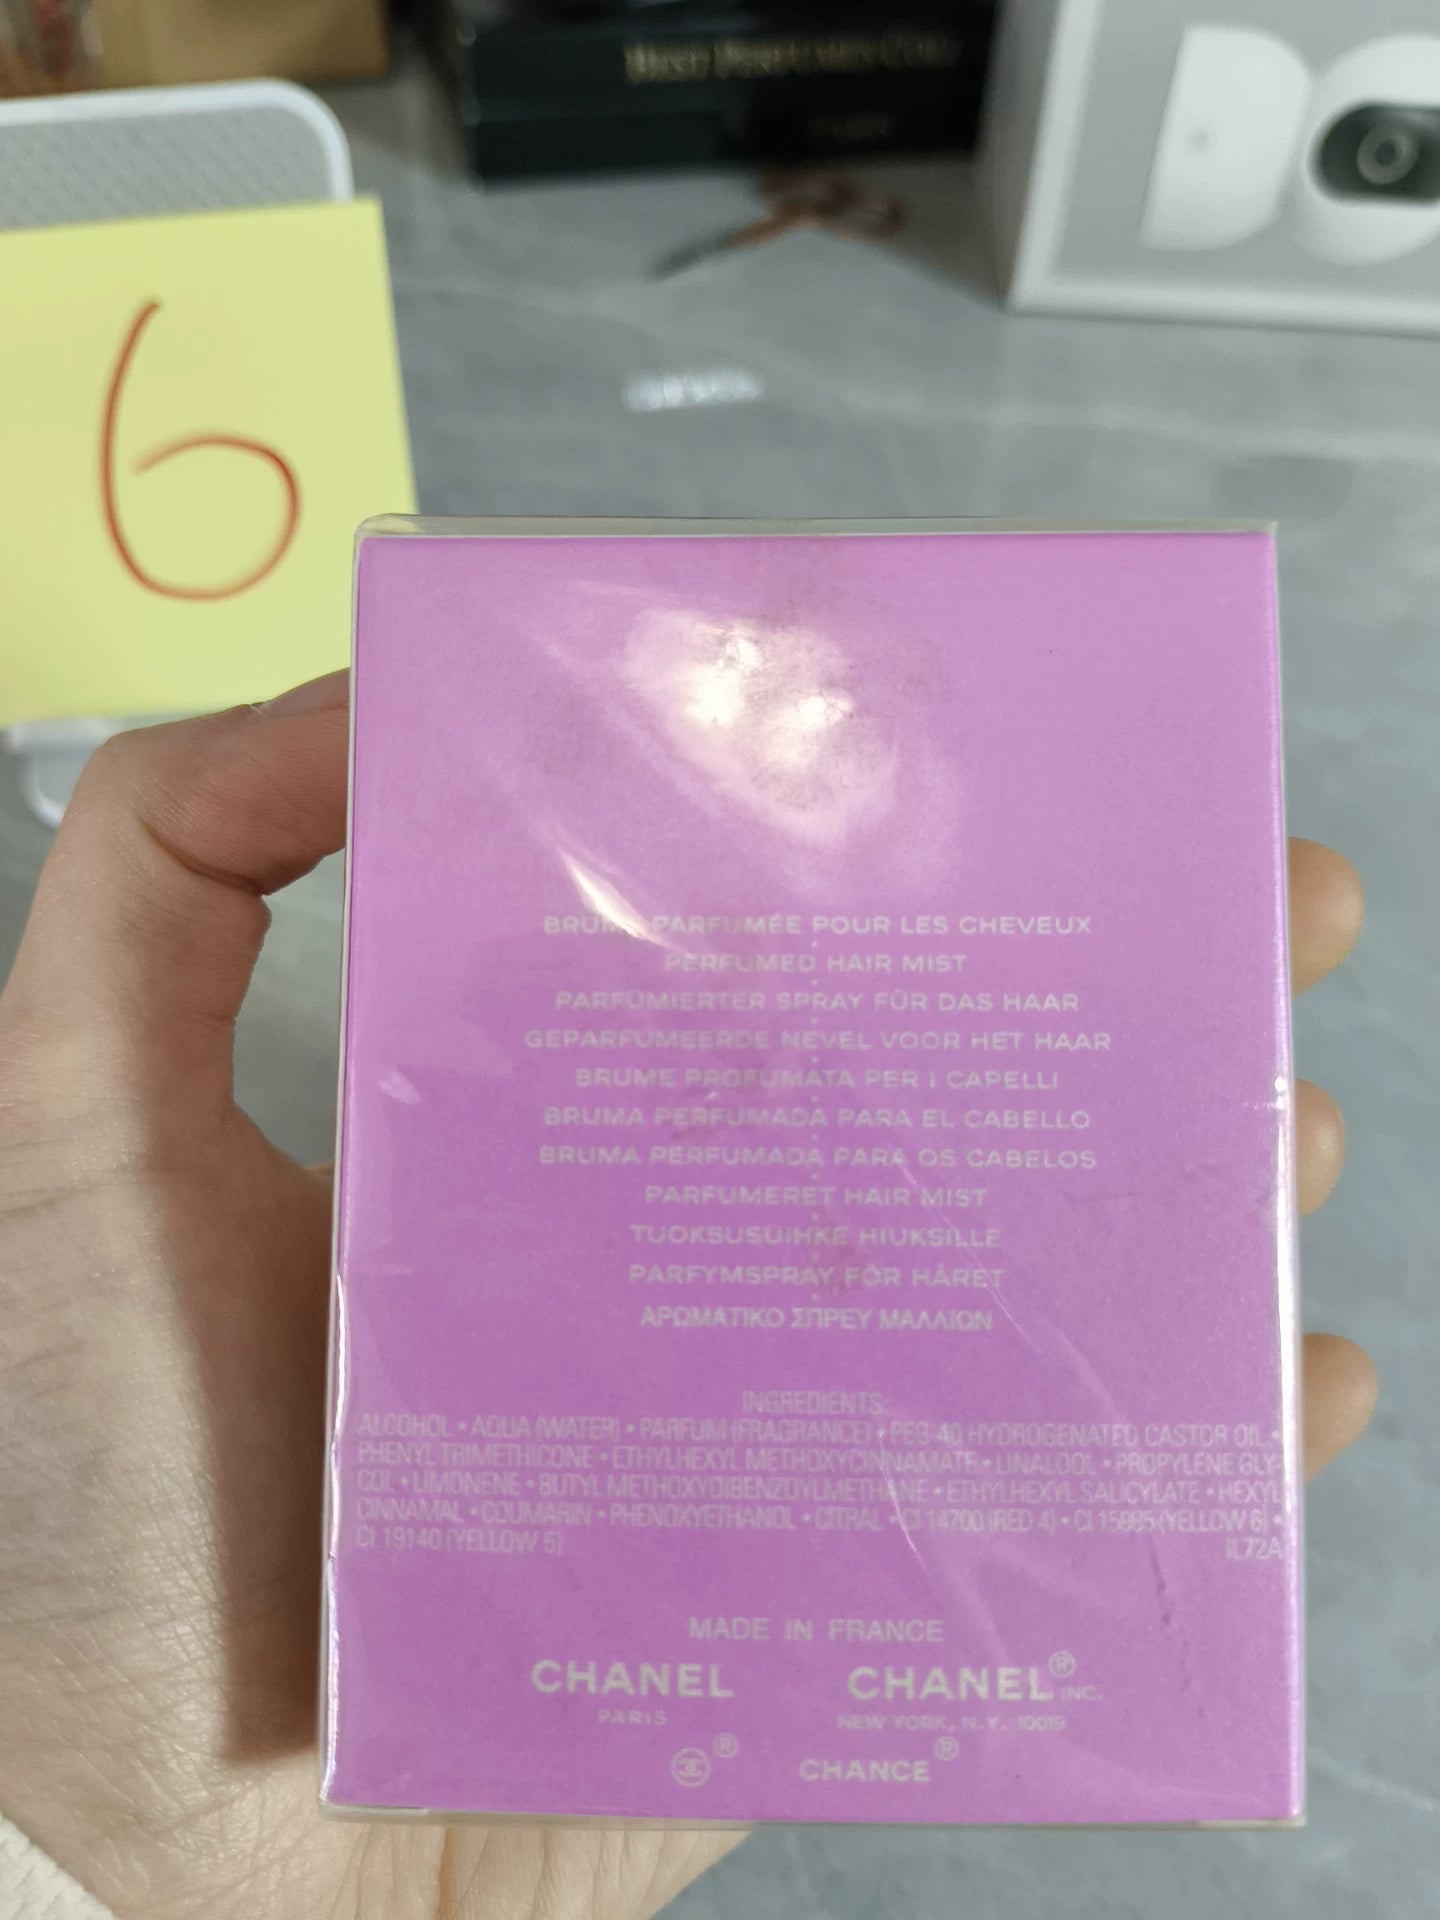 BEST PERFUMES COLL
6
BRUME PARFUMÉE POUR LES CHEVEUX
PERFUMED HAIR MIST
PARFÜMIERTER SPRAY FÜR DAS HAAR
GEPARFUMEERDE NEVEL VOOR HET HAAR
BRUME PROFUMATA PER I CAPELLI
BRUMA PERFUMADA PARA EL CABELLO
BRUMA PERFUMADA PARA OS CABELOS
PARFUMERET HAIR MIST
TUOKSUSUIHKE HIUKSILLE
PARFYMSPRAY FÖR HÅRET
ΑΡΩΜΑΤΙΚΟ ΣΠΡΕΥ ΜΑΛΛΙΩΝ
INGREDIENTS:
ALCOHOL • AQUA (WATER) • PARFUM (FRAGRANCE) • PEG-40 HYDROGENATED CASTOR OIL •
PHENYL TRIMETHICONE • ETHYLHEXYL METHOXYCINNAMATE • LINALOOL • PROPYLENE GLY-
COL • LIMONENE • BUTYL METHOXYDIBENZOYLMETHANE • ETHYLHEXYL SALICYLATE • HEXYL
CINNAMAL • COUMARIN • PHENOXYETHANOL • CITRAL • CI 14700 (RED 4) • CI 15985 (YELLOW 6) •
CI 19140 (YELLOW 5) IL72A
MADE IN FRANCE
CHANEL CHANEL® INC.
PARIS NEW YORK, N.Y. 10019
® CHANCE®